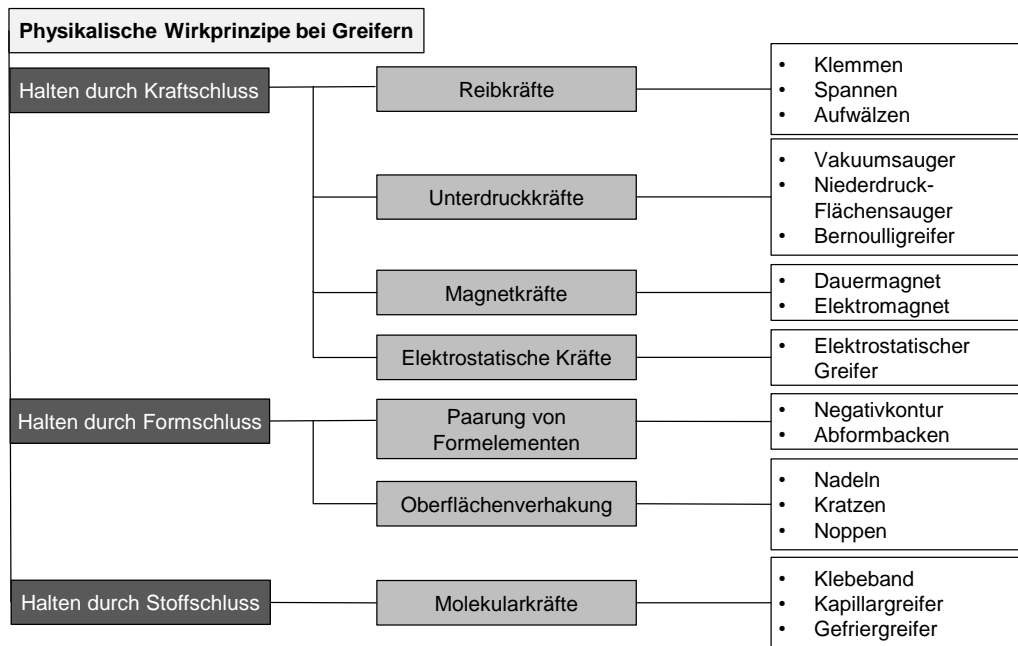 Physikalische Wirkprinzipe bei Greifern
Halten durch Kraftschluss
Reibkräfte
• Klemmen
• Spannen
• Aufwälzen
Unterdruckkräfte
• Vakuumsauger
• Niederdruck-
Flächensauger
• Bernoulligreifer
Magnetkräfte
• Dauermagnet
• Elektromagnet
Elektrostatische Kräfte
• Elektrostatischer
Greifer
Halten durch Formschluss
Paarung von
Formelementen
• Negativkontur
• Abformbacken
Oberflächenverhakung
• Nadeln
• Kratzen
• Noppen
Halten durch Stoffschluss
Molekularkräfte
• Klebeband
• Kapillargreifer
• Gefriergreifer